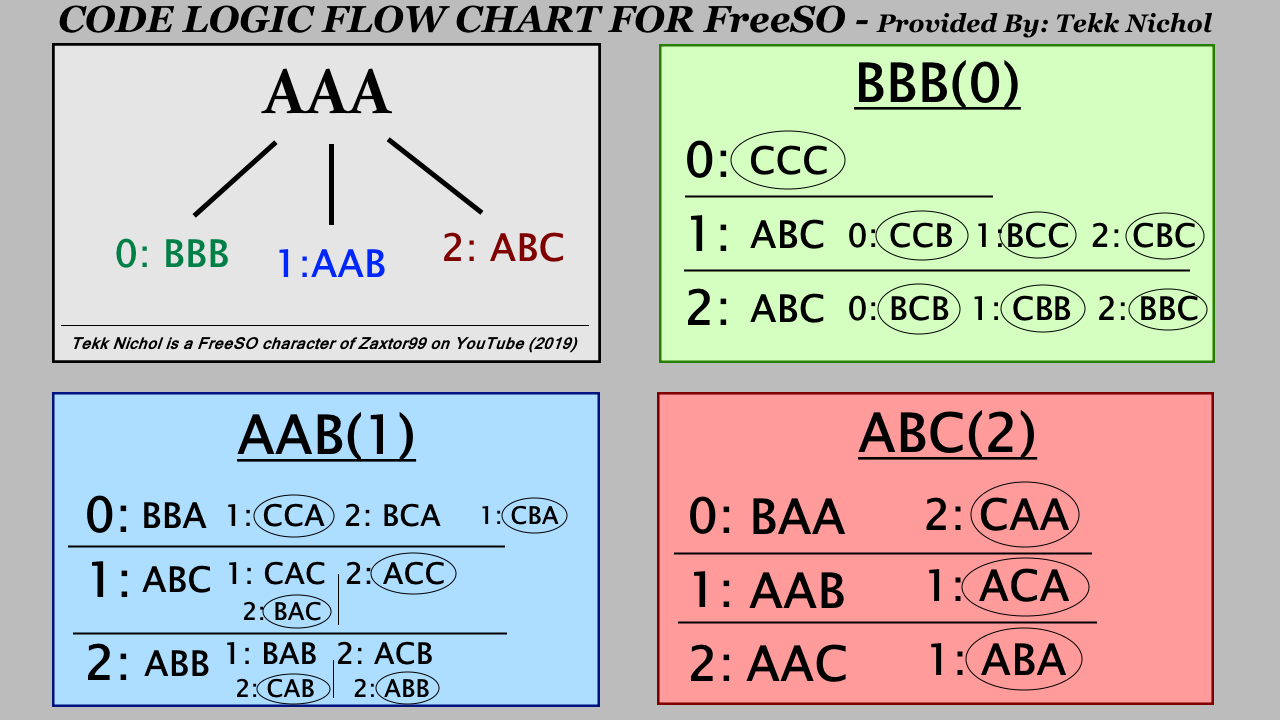 CODE LOGIC FLOW CHART FOR FreeSO - Provided By: Tekk Nichol
AAA
0: BBB
1:AAB
2: ABC
Tekk Nichol is a FreeSO character of Zaxtor99 on YouTube (2019)
BBB(0)
0: CCC
1: ABC 0: CCB 1: BCC 2: CBC
2: ABC 0: BCB 1: CBB 2: BBC
AAB(1)
0: BBA 1: CCA 2: BCA 1: CBA
1: ABC 1: CAC 2: ACC
2: BAC
2: ABB 1: BAB 2: ACB
2: CAB 2: ABB
ABC(2)
0: BAA 2: CAA
1: AAB 1: ACA
2: AAC 1: ABA